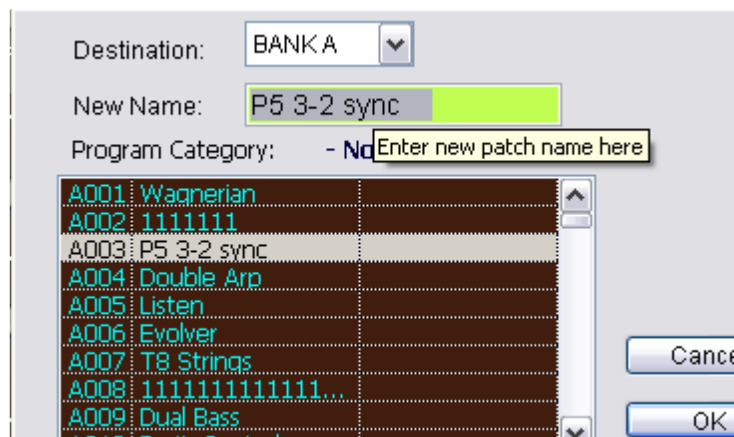 Destination: BANK A
New Name: P5 3-2 sync
Program Category: - No
Enter new patch name here
A001 Wagnerian
A002 1111111
A003 P5 3-2 sync
A004 Double Arp
A005 Listen
A006 Evolver
A007 T8 Strings
Cance
A008 1111111111111...
A009 Dual Bass
OK